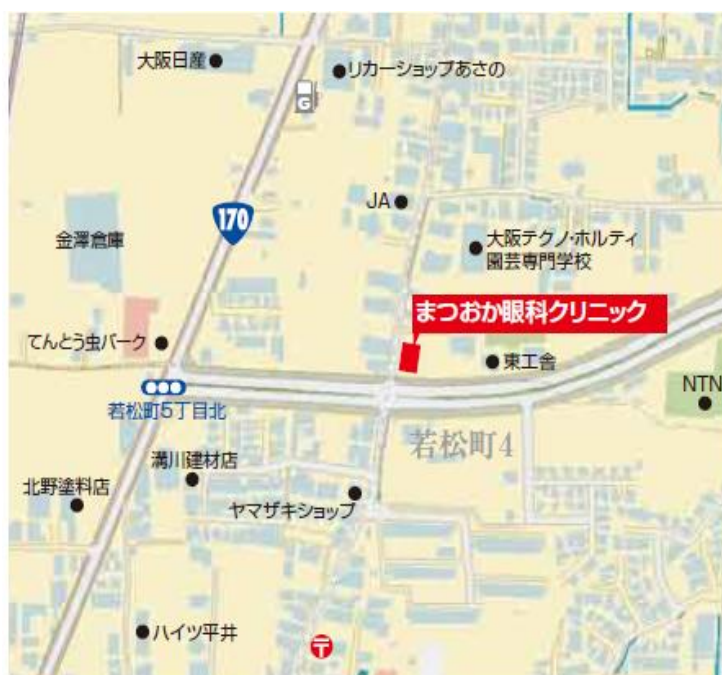 大阪日産
リカーショップあさの
G
JA
170
金澤倉庫
大阪テクノ・ホルティ
園芸専門学校
まつおか眼科クリニック
てんとう虫パーク
東工舎
NTN
若松町5丁目北
若松町4
溝川建材店
北野塗料店
ヤマザキショップ
ハイツ平井
〒